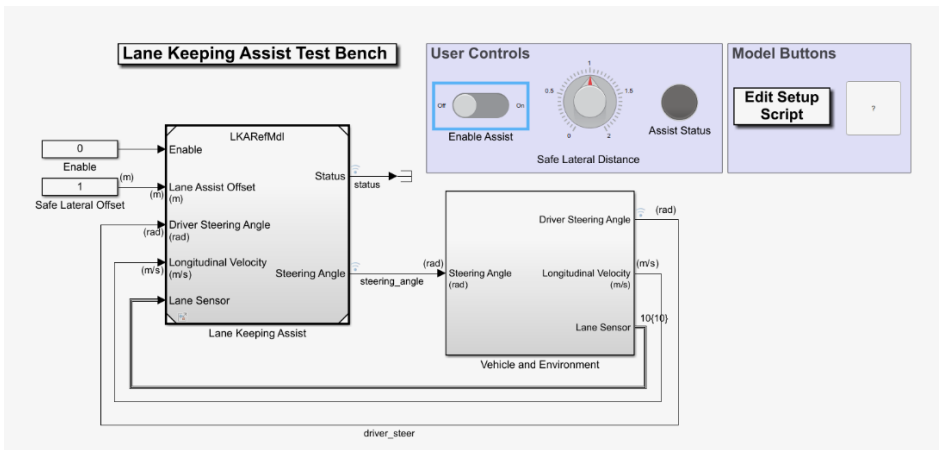 Lane Keeping Assist Test Bench
User Controls
Off
On
Enable Assist
0
0.5
1
1.5
2
Safe Lateral Distance
Assist Status
Model Buttons
Edit Setup
Script
?
0
Enable
1
(m)
Safe Lateral Offset
LKARefMdl
Enable
(m)
Lane Assist Offset
(m)
(rad)
Driver Steering Angle
(rad)
(m/s)
Longitudinal Velocity
(m/s)
Lane Sensor
Status
status
Steering Angle
steering_angle
Lane Keeping Assist
(rad)
Steering Angle
(rad)
Driver Steering Angle
(rad)
Longitudinal Velocity
(m/s)
(m/s)
Lane Sensor
10{10}
Vehicle and Environment
driver_steer